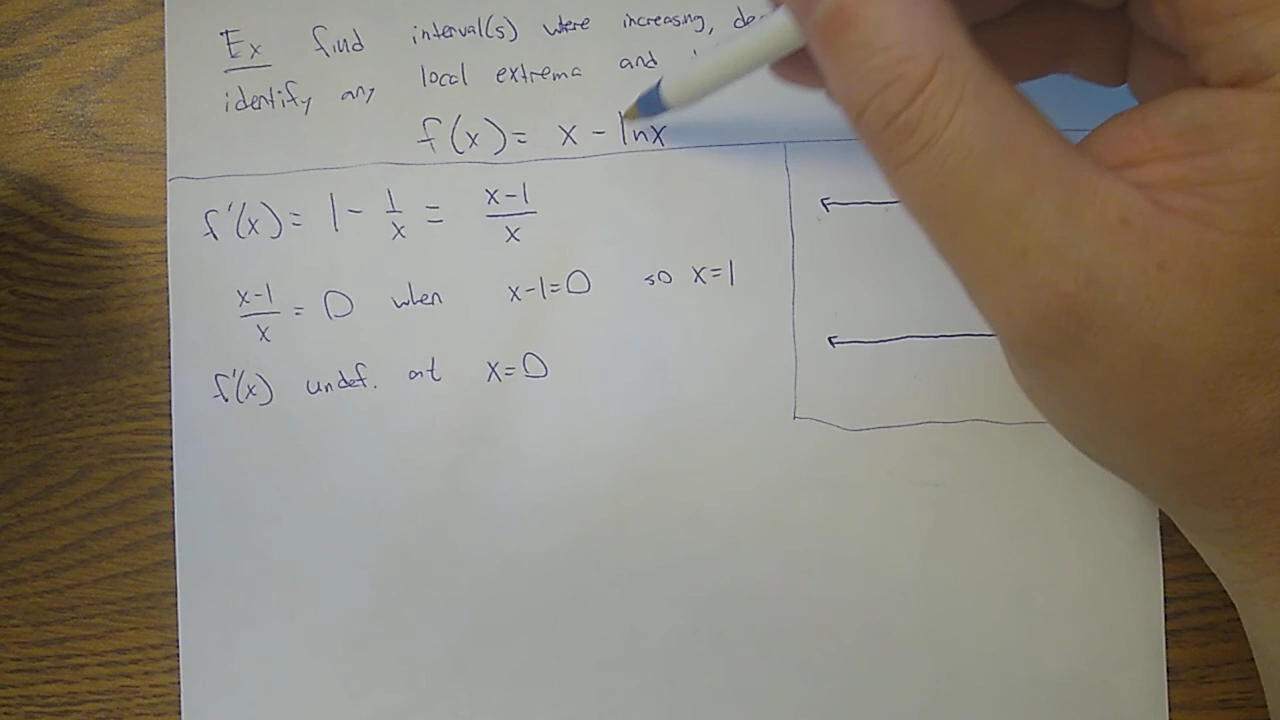 Ex find interval(s) where increasing,
identify any local extrema and
f(x) = x - lnx
f'(x) = 1 - 1/x = (x-1)/x
(x-1)/x = 0 when x-1=0 so x=1
f'(x) undef. at x=0